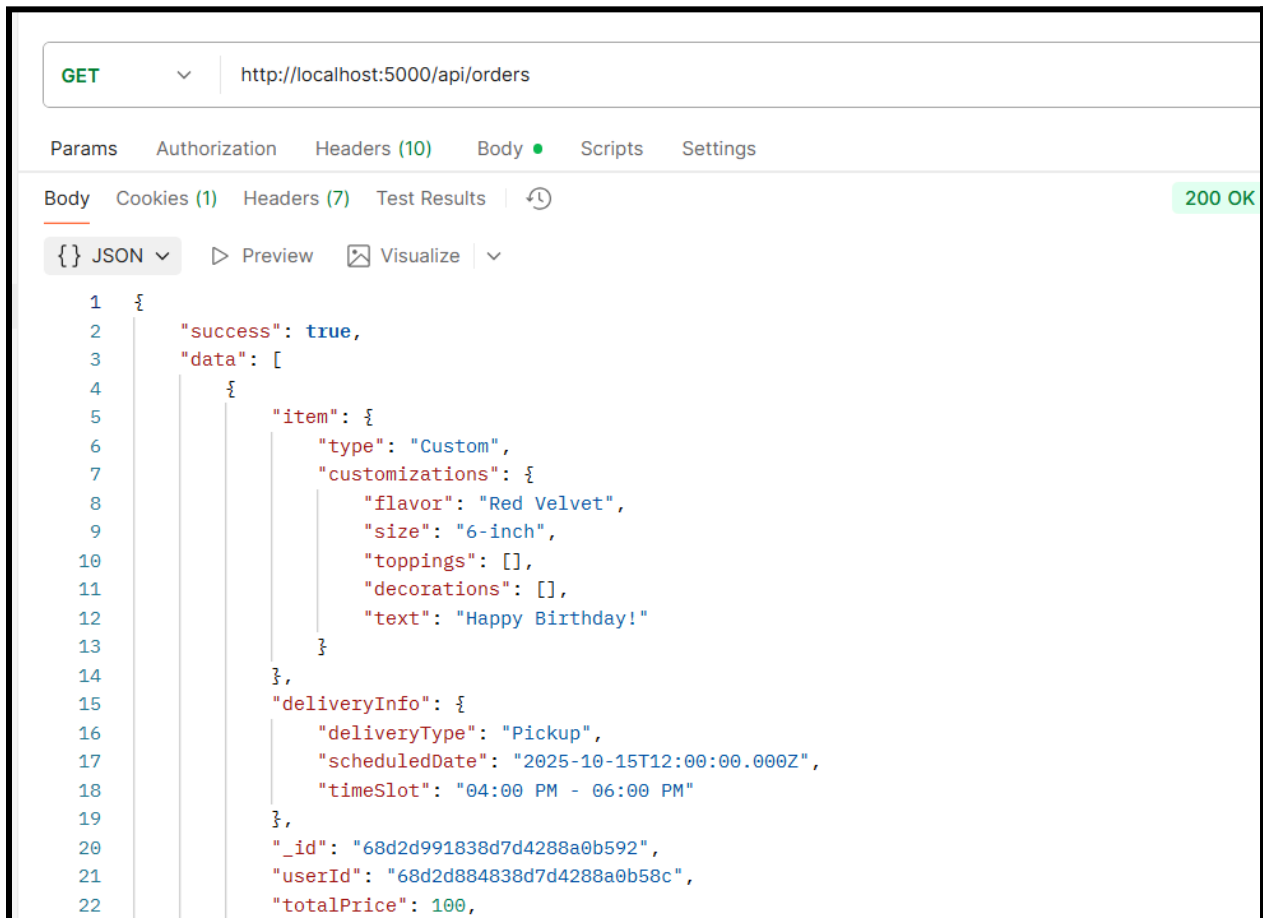 GET http://localhost:5000/api/orders
Params Authorization Headers (10) Body Scripts Settings
Body Cookies (1) Headers (7) Test Results 200 OK
{} JSON Preview Visualize
1 {
2 "success": true,
3 "data": [
4 {
5 "item": {
6 "type": "Custom",
7 "customizations": {
8 "flavor": "Red Velvet",
9 "size": "6-inch",
10 "toppings": [],
11 "decorations": [],
12 "text": "Happy Birthday!"
13 }
14 },
15 "deliveryInfo": {
16 "deliveryType": "Pickup",
17 "scheduledDate": "2025-10-15T12:00:00.000Z",
18 "timeSlot": "04:00 PM - 06:00 PM"
19 },
20 "_id": "68d2d991838d7d4288a0b592",
21 "userId": "68d2d884838d7d4288a0b58c",
22 "totalPrice": 100,